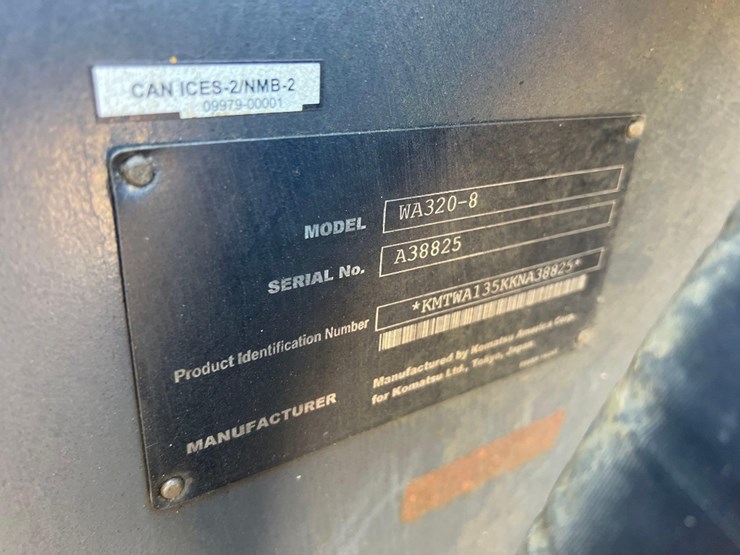 CAN ICES-2/NMB-2
09979-00001
MODEL WA320-8
SERIAL No. A38825
Product Identification Number *KMTWA135KKNA38825*
MANUFACTURER Manufactured by Komatsu America Corp.
for Komatsu Ltd., Tokyo, Japan